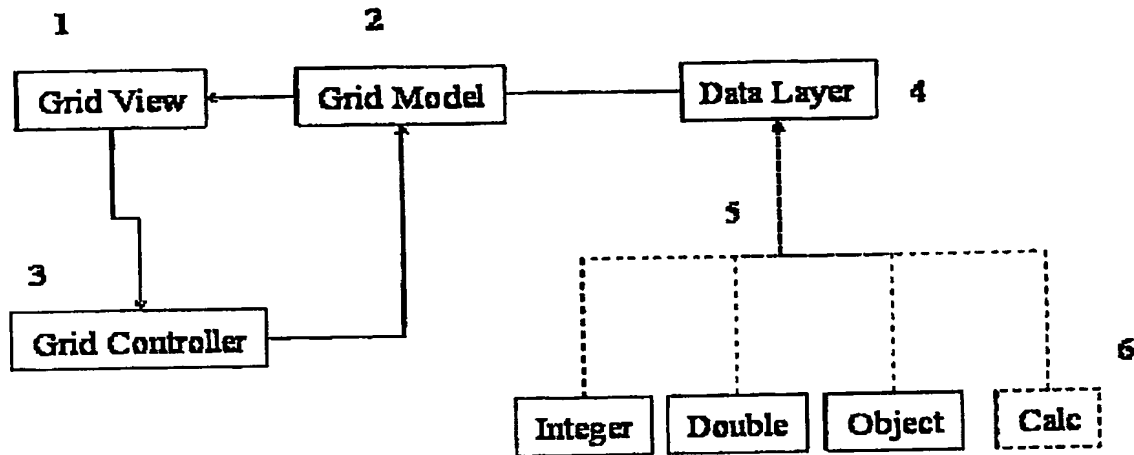 1
2
Grid View
Grid Model
Data Layer
4
5
3
Grid Controller
6
Integer
Double
Object
Calc